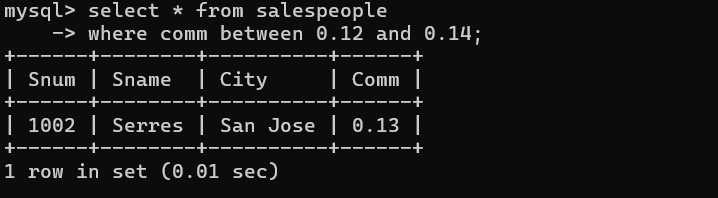 mysql> select * from salespeople
    -> where comm between 0.12 and 0.14;
+------+--------+----------+------+
| Snum | Sname  | City     | Comm |
+------+--------+----------+------+
| 1002 | Serres | San Jose | 0.13 |
+------+--------+----------+------+
1 row in set (0.01 sec)